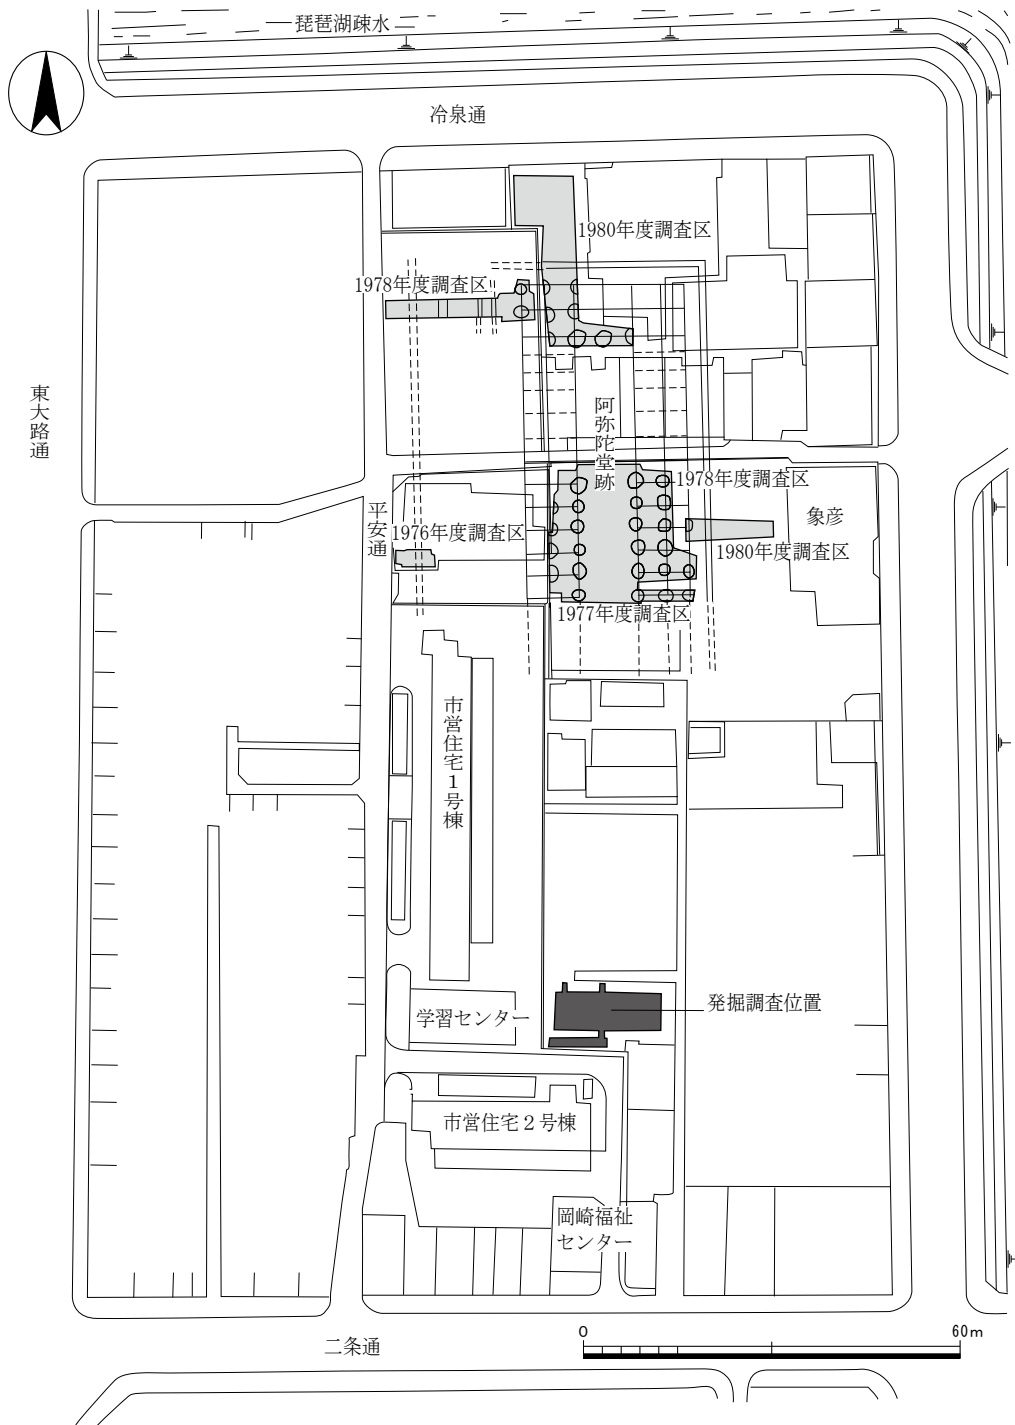 琵琶湖疎水
冷泉通
1980年度調査区
1978年度調査区
東大路通
阿弥陀堂跡
1978年度調査区
平安通
1976年度調査区
象彦
1980年度調査区
1977年度調査区
市営住宅1号棟
発掘調査位置
学習センター
市営住宅2号棟
岡崎福祉
センター
二条通
0
60m